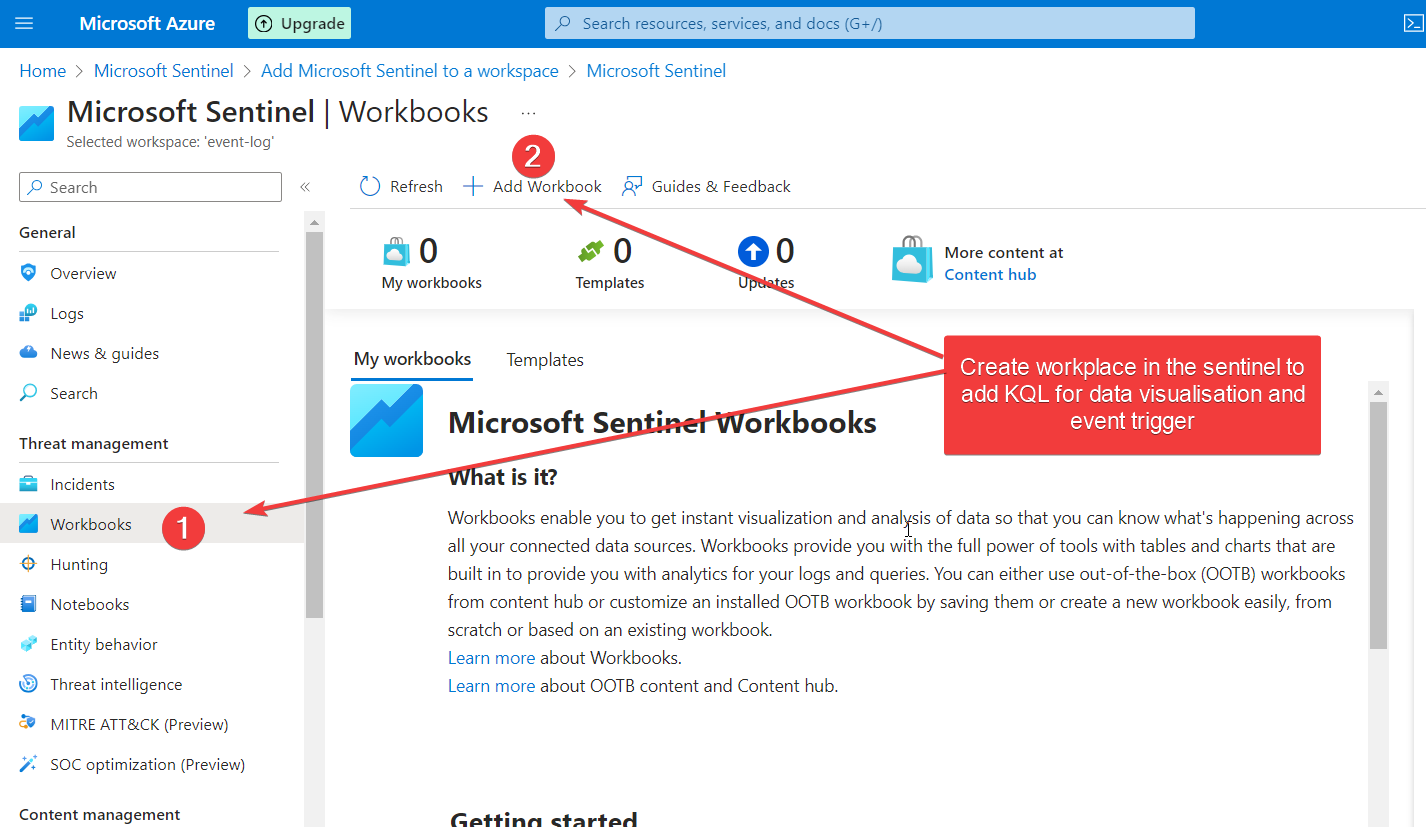 Microsoft Azure
Upgrade
Search resources, services, and docs (G+/)
Home > Microsoft Sentinel > Add Microsoft Sentinel to a workspace > Microsoft Sentinel
Microsoft Sentinel | Workbooks ...
Selected workspace: 'event-log'
Search
«
General
Overview
Logs
News & guides
Search
Threat management
Incidents
Workbooks
1
Hunting
Notebooks
Entity behavior
Threat intelligence
MITRE ATT&CK (Preview)
SOC optimization (Preview)
Content management
2
Refresh
Add Workbook
Guides & Feedback
0
My workbooks
0
Templates
0
Updates
More content at
Content hub
My workbooks
Templates
Create workplace in the sentinel to
add KQL for data visualisation and
event trigger
Microsoft Sentinel Workbooks
What is it?
Workbooks enable you to get instant visualization and analysis of data so that you can know what's happening across
all your connected data sources. Workbooks provide you with the full power of tools with tables and charts that are
built in to provide you with analytics for your logs and queries. You can either use out-of-the-box (OOTB) workbooks
from content hub or customize an installed OOTB workbook by saving them or create a new workbook easily, from
scratch or based on an existing workbook.
Learn more about Workbooks.
Learn more about OOTB content and Content hub.
Getting started